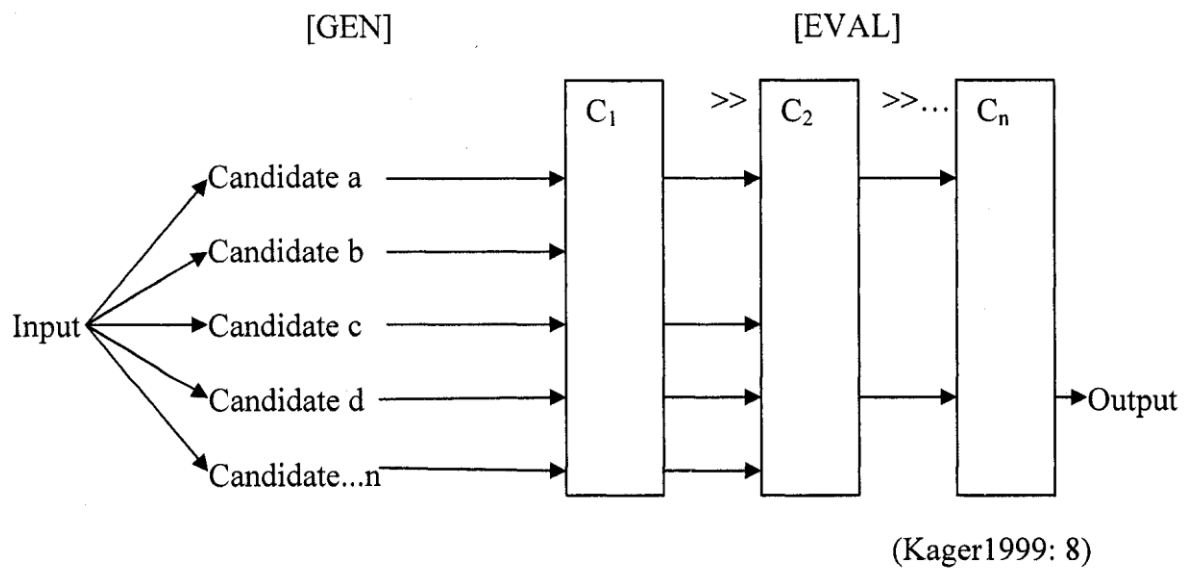 [GEN] [EVAL]
C₁ >> C₂ >>... Cₙ
Candidate a
Candidate b
Input Candidate c
Candidate d Output
Candidate...n
(Kager1999: 8)